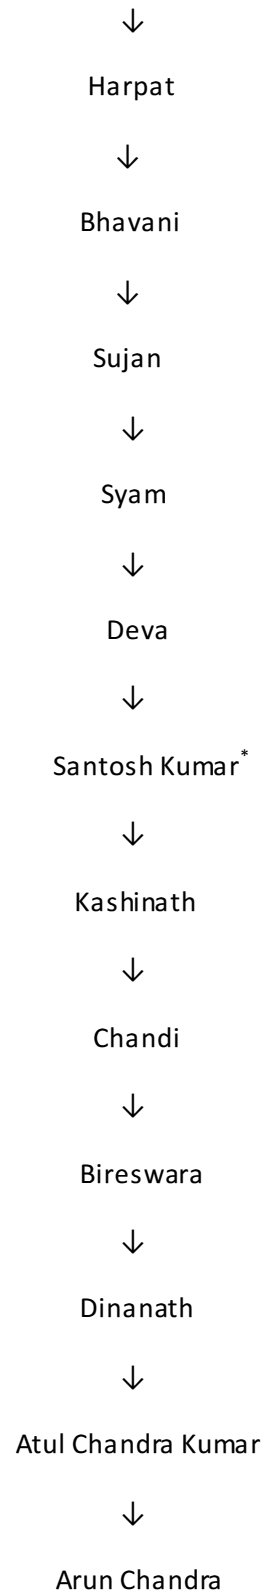 ↓
Harpat
↓
Bhavani
↓
Sujan
↓
Syam
↓
Deva
↓
Santosh Kumar*
↓
Kashinath
↓
Chandi
↓
Bireswara
↓
Dinanath
↓
Atul Chandra Kumar
↓
Arun Chandra